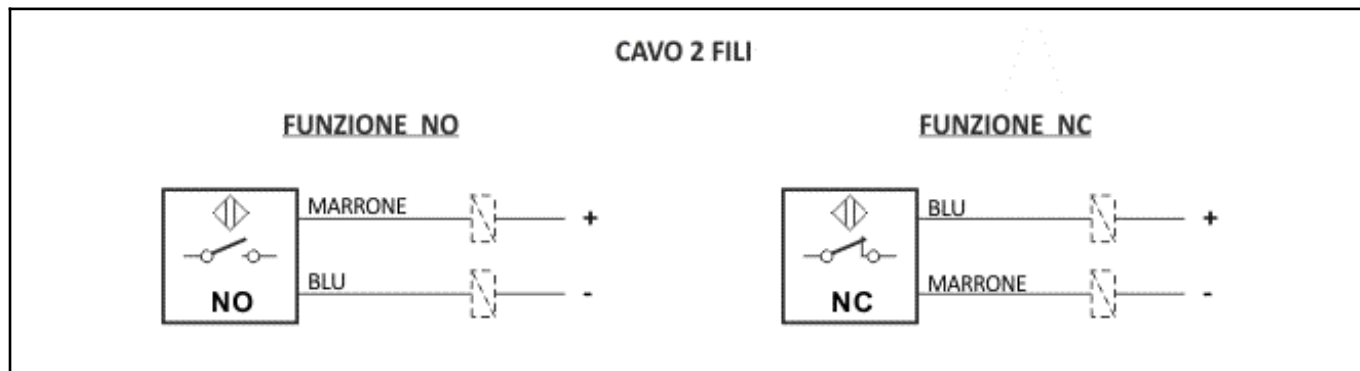 CAVO 2 FILI
FUNZIONE NO
MARRONE
+
BLU
-
NO
FUNZIONE NC
BLU
+
MARRONE
-
NC